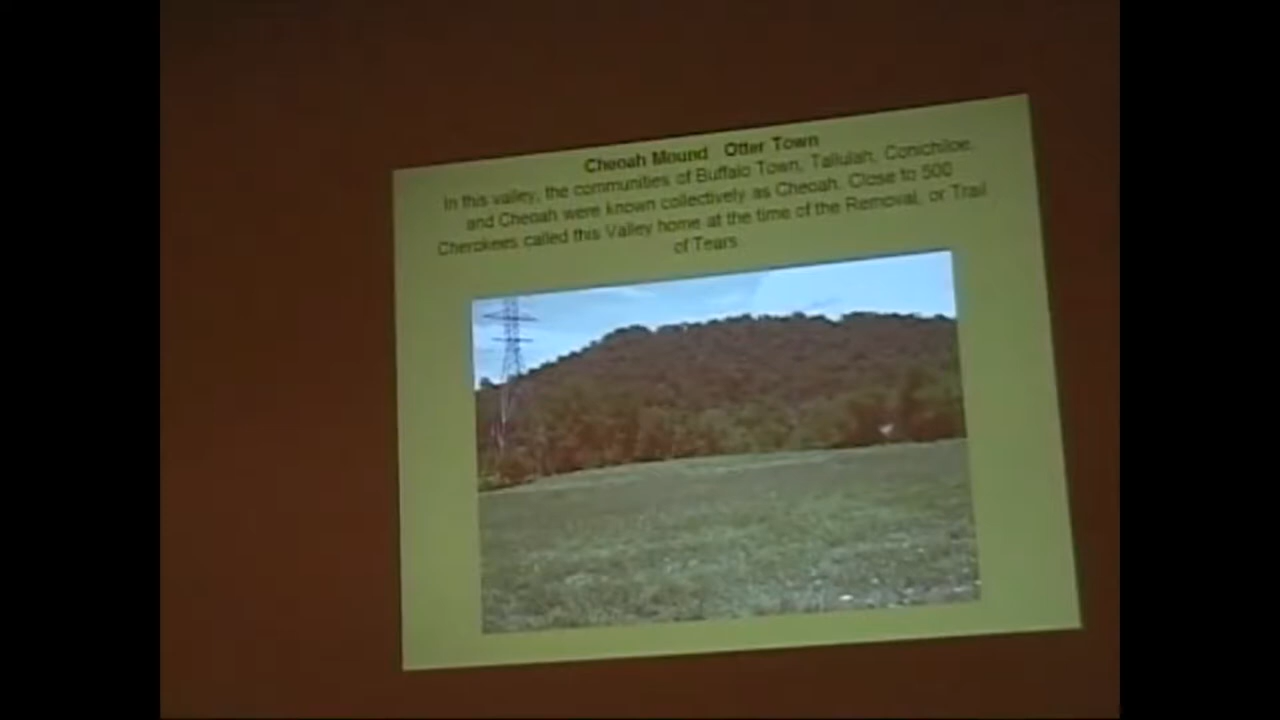 Cheoah Mound Otter Town
In this valley, the communities of Buffalo Town, Tallulah, Conichiloe,
and Cheoah were known collectively as Cheoah. Close to 500
Cherokees called this Valley home at the time of the Removal, or Trail
of Tears